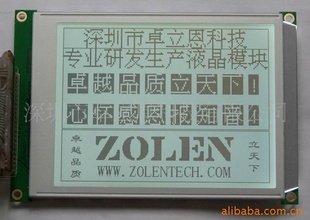 深圳市卓立恩科技
专业研发生产液晶模块
卓越品质立天下!
心怀感恩报知音!
卓越品质
ZOLEN
立天下
WWW.ZOLENTECH.COM
alibaba.com.cn